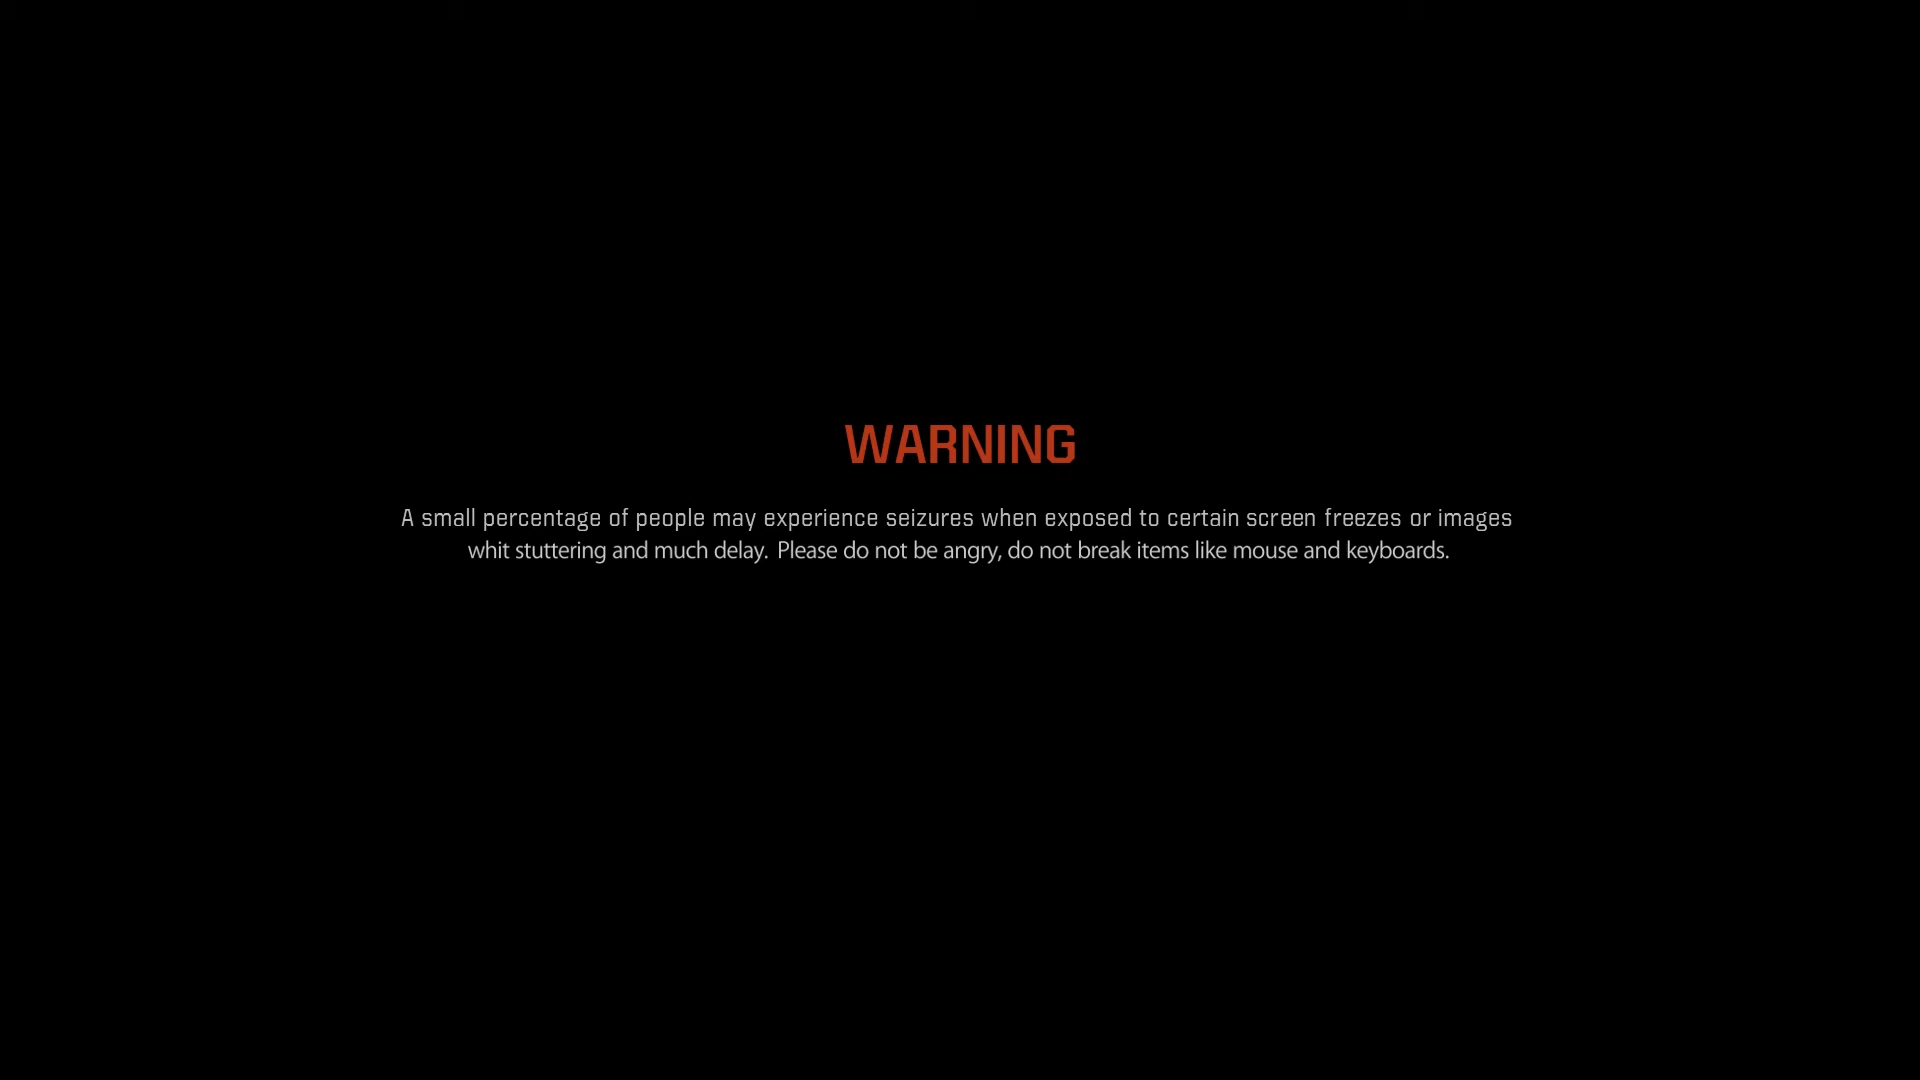 WARNING
A small percentage of people may experience seizures when exposed to certain screen freezes or images
whit stuttering and much delay. Please do not be angry, do not break items like mouse and keyboards.